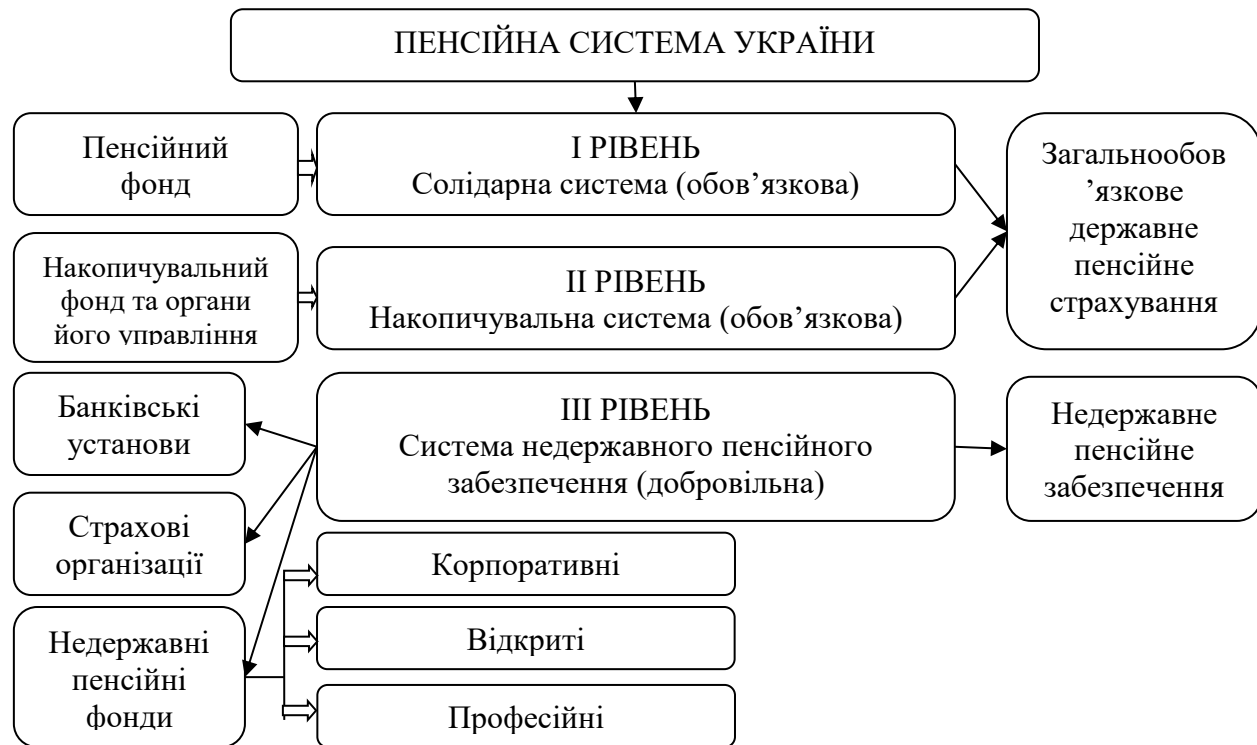 ПЕНСІЙНА СИСТЕМА УКРАЇНИ
Пенсійний
фонд
І РІВЕНЬ
Солідарна система (обов’язкова)
Загальнообов
’язкове
державне
пенсійне
страхування
Накопичувальний
фонд та органи
його управління
ІІ РІВЕНЬ
Накопичувальна система (обов’язкова)
Банківські
установи
ІІІ РІВЕНЬ
Система недержавного пенсійного
забезпечення (добровільна)
Недержавне
пенсійне
забезпечення
Страхові
організації
Недержавні
пенсійні
фонди
Корпоративні
Відкриті
Професійні